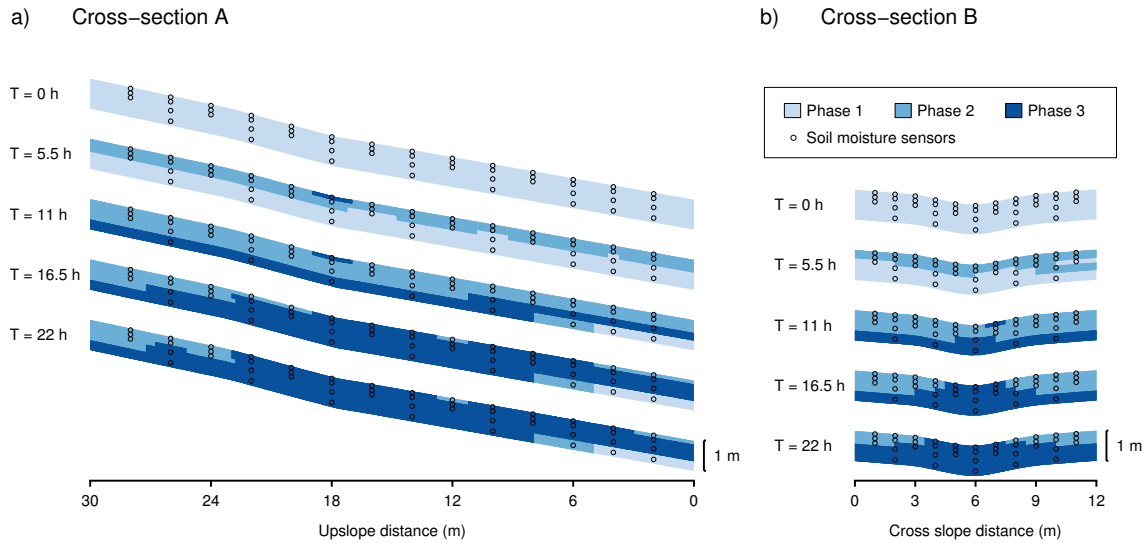 a) Cross−section A
T = 0 h
T = 5.5 h
T = 11 h
T = 16.5 h
T = 22 h
1 m
30 24 18 12 6 0
Upslope distance (m)
b) Cross−section B
Phase 1 Phase 2 Phase 3
Soil moisture sensors
T = 0 h
T = 5.5 h
T = 11 h
T = 16.5 h
T = 22 h
1 m
0 3 6 9 12
Cross slope distance (m)